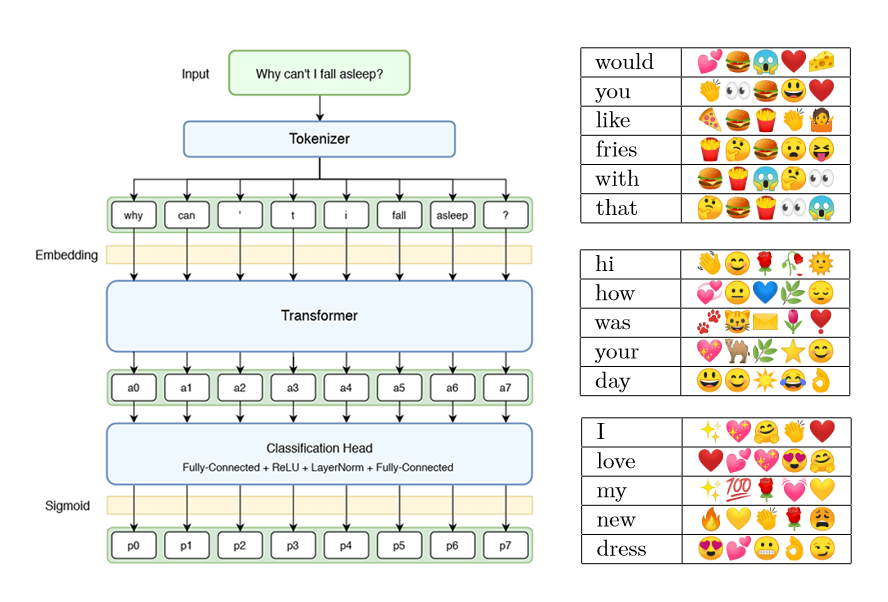 Input
Why can't I fall asleep?
Tokenizer
why can ' t i fall asleep ?
Embedding
Transformer
a0 a1 a2 a3 a4 a5 a6 a7
Classification Head
Fully-Connected + ReLU + LayerNorm + Fully-Connected
Sigmoid
p0 p1 p2 p3 p4 p5 p6 p7
would 💕🍔😱❤️🧀
you 👏👀🍔😃❤️
like 🍕🍔🍟👏🤷
fries 🍟🤔🍔😦😝
with 🍔🍟😱🤔👀
that 🤔🍔🍟👀😱
hi 👋😊🌹🥀🌞
how 💞😐💙🌿😔
was 🐾😺✉️🌷❣️
your 💖🐫🌿⭐😊
day 😃😊☀️😂👌
I ✨💖🤗👏❤️
love ❤️💕💖😍🤗
my ✨💯🌹💓💛
new 🔥💛👏🌹😩
dress 😍💕😬👌😏